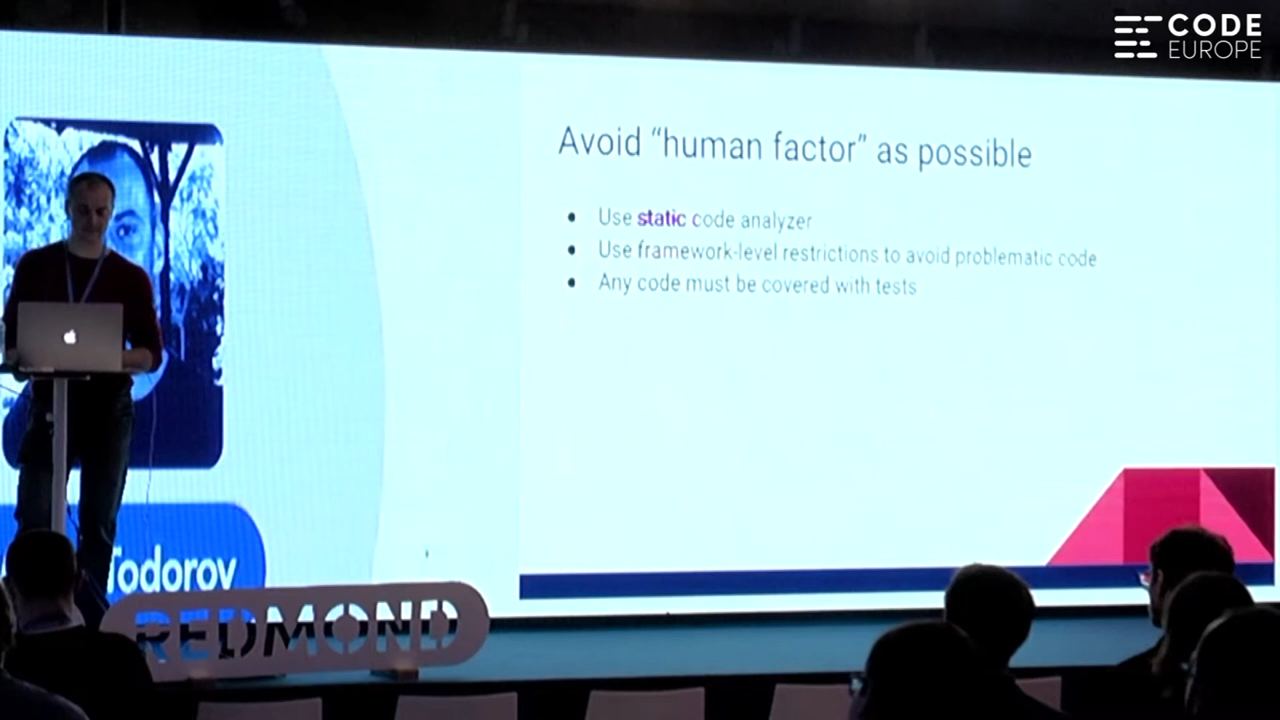 CODE
EUROPE
Avoid “human factor” as possible
Use static code analyzer
Use framework-level restrictions to avoid problematic code
Any code must be covered with tests
Todorov
REDMOND